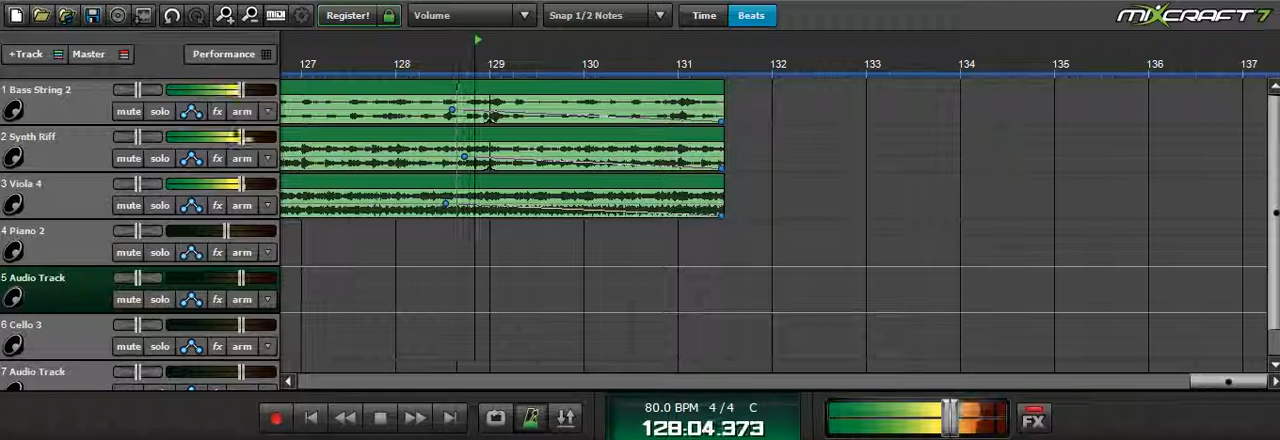 Register! Volume Snap 1/2 Notes Time Beats MIXCRAFT 7
+Track Master Performance
127 128 129 130 131 132 133 134 135 136 137
1 Bass String 2
mute solo fx arm
2 Synth Riff
mute solo fx arm
3 Viola 4
mute solo fx arm
4 Piano 2
mute solo fx arm
5 Audio Track
mute solo fx arm
6 Cello 3
mute solo fx arm
7 Audio Track
80.0 BPM 4/4 C
128:04.373
FX